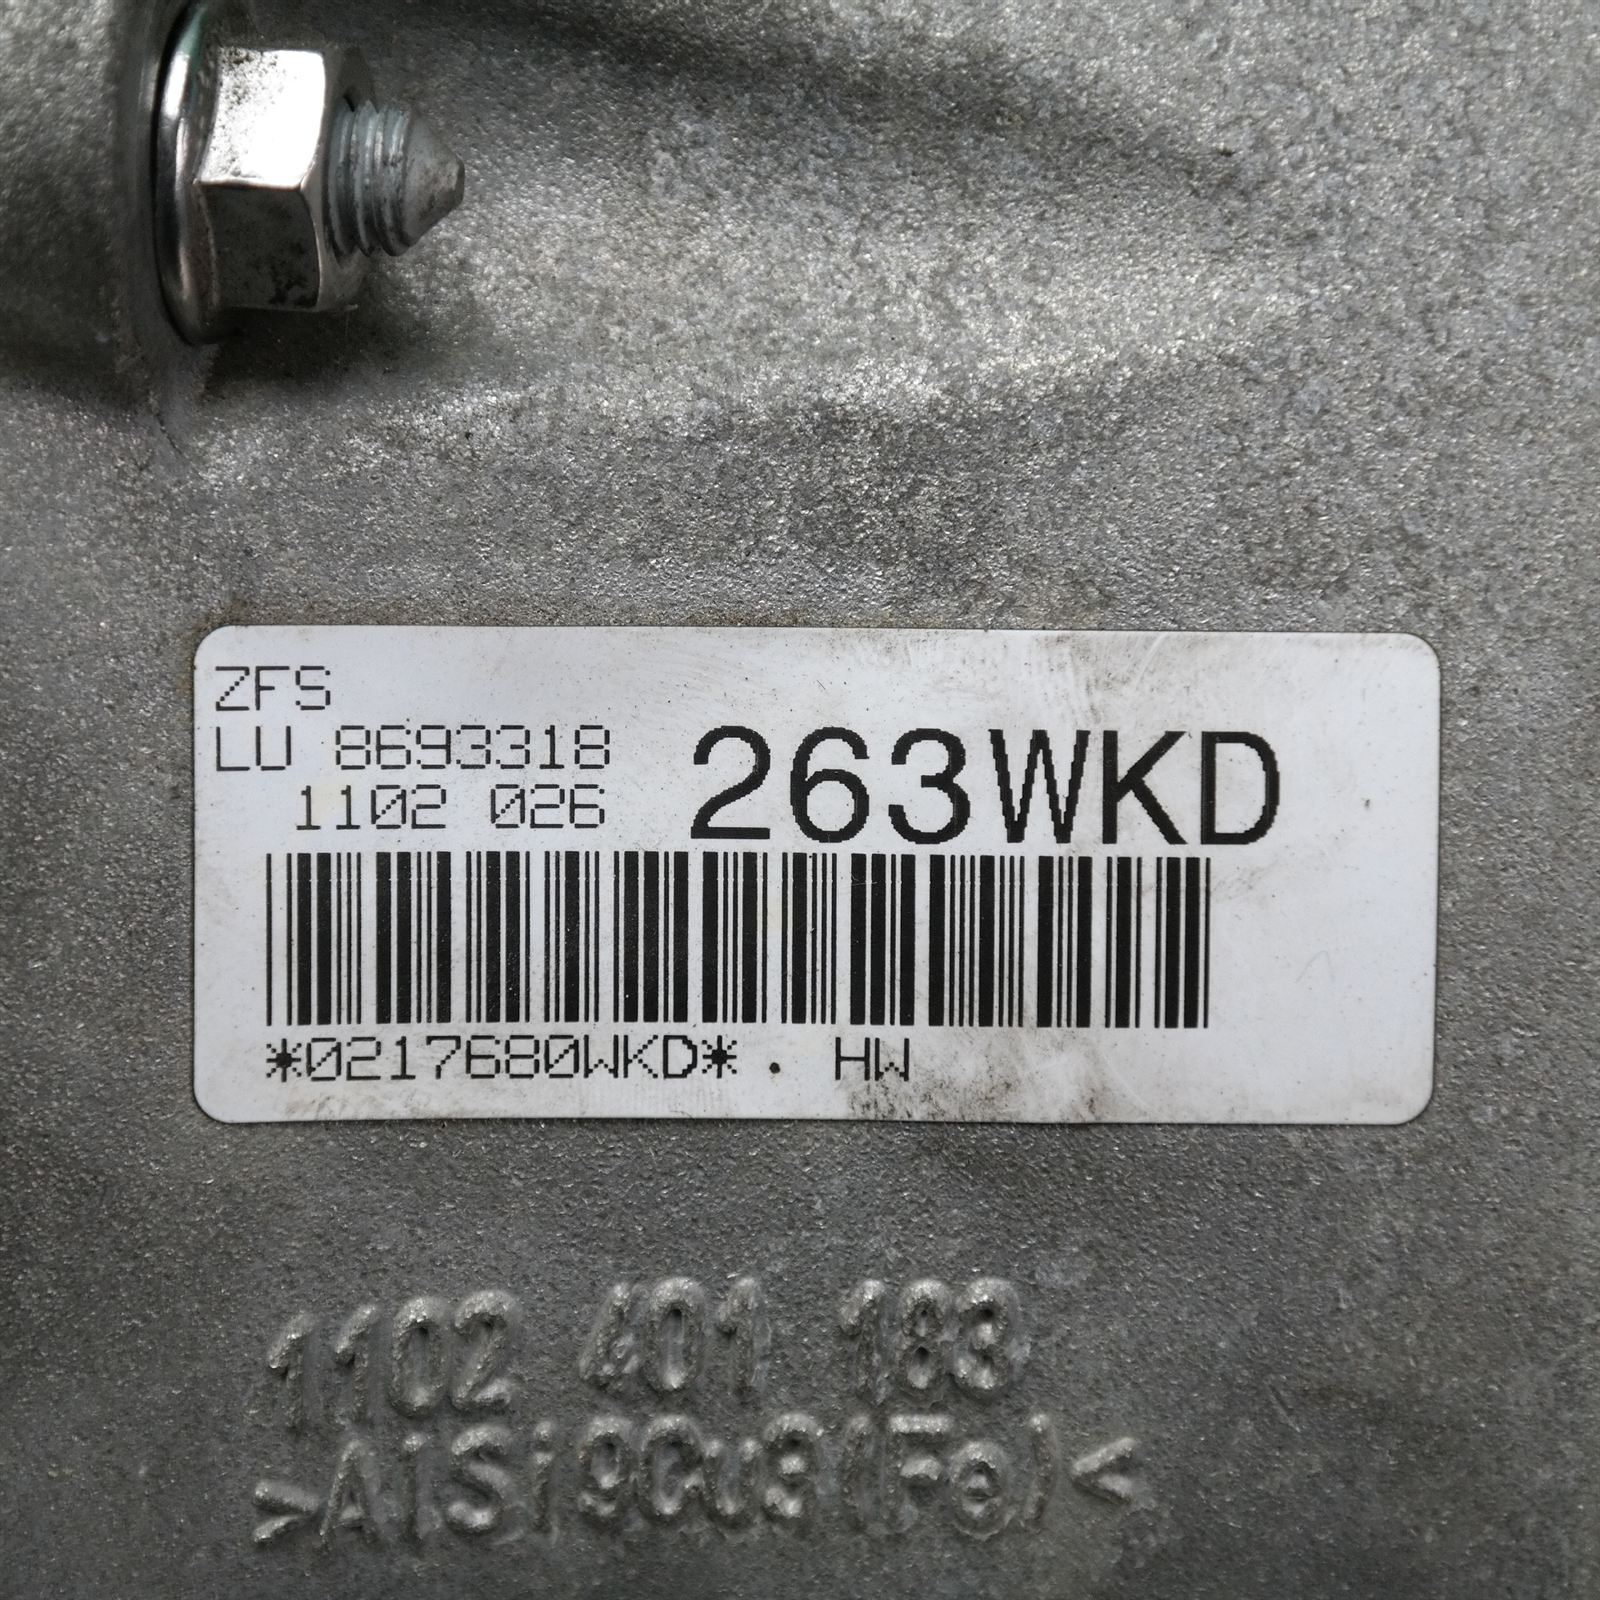 ZFS
LU 8693318
1102 026
263WKD
*0217680WKD*. HW
1102 401 183
>AlSi9Cu3(Fe)<